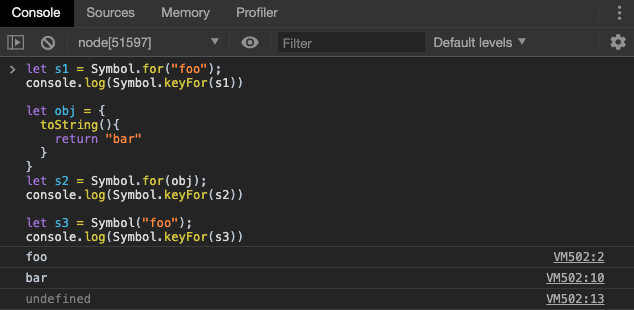 Console Sources Memory Profiler
node[51597] ▼ Filter Default levels ▼
> let s1 = Symbol.for("foo");
console.log(Symbol.keyFor(s1))
let obj = {
  toString(){
    return "bar"
  }
}
let s2 = Symbol.for(obj);
console.log(Symbol.keyFor(s2))
let s3 = Symbol("foo");
console.log(Symbol.keyFor(s3))
foo VM502:2
bar VM502:10
undefined VM502:13